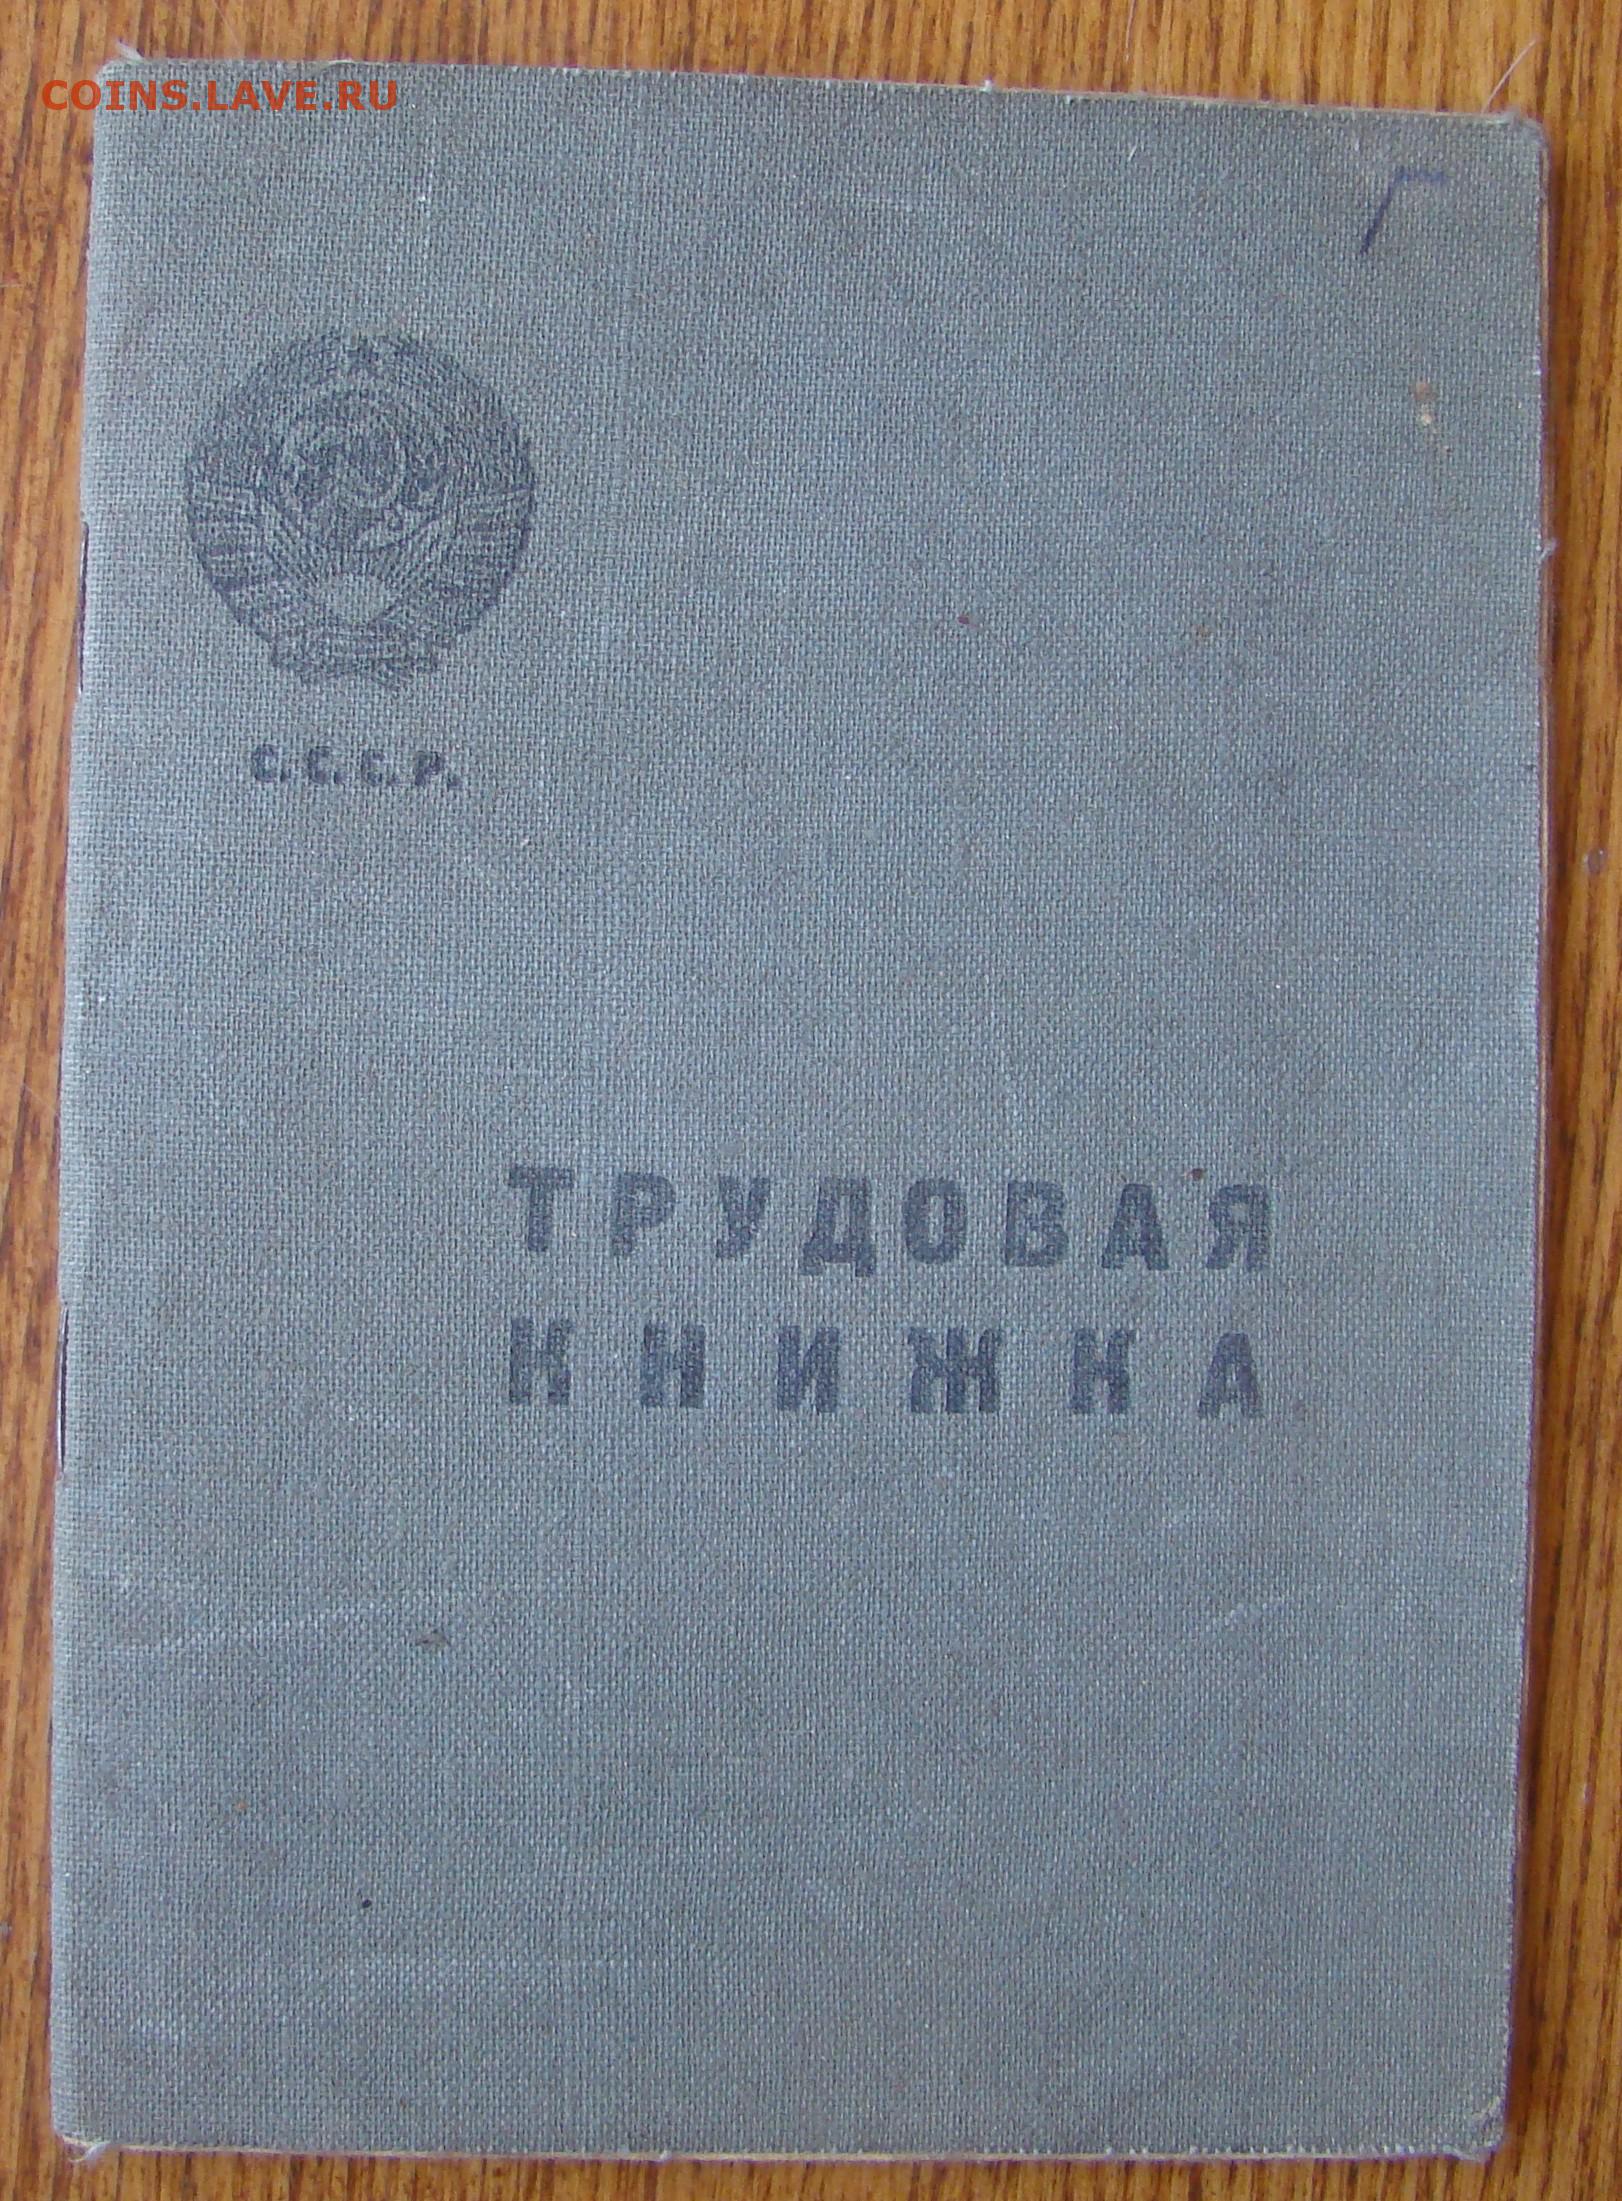 COINS.LAVE.RU
Г
С.С.С.Р.
ТРУДОВАЯ
КНИЖКА